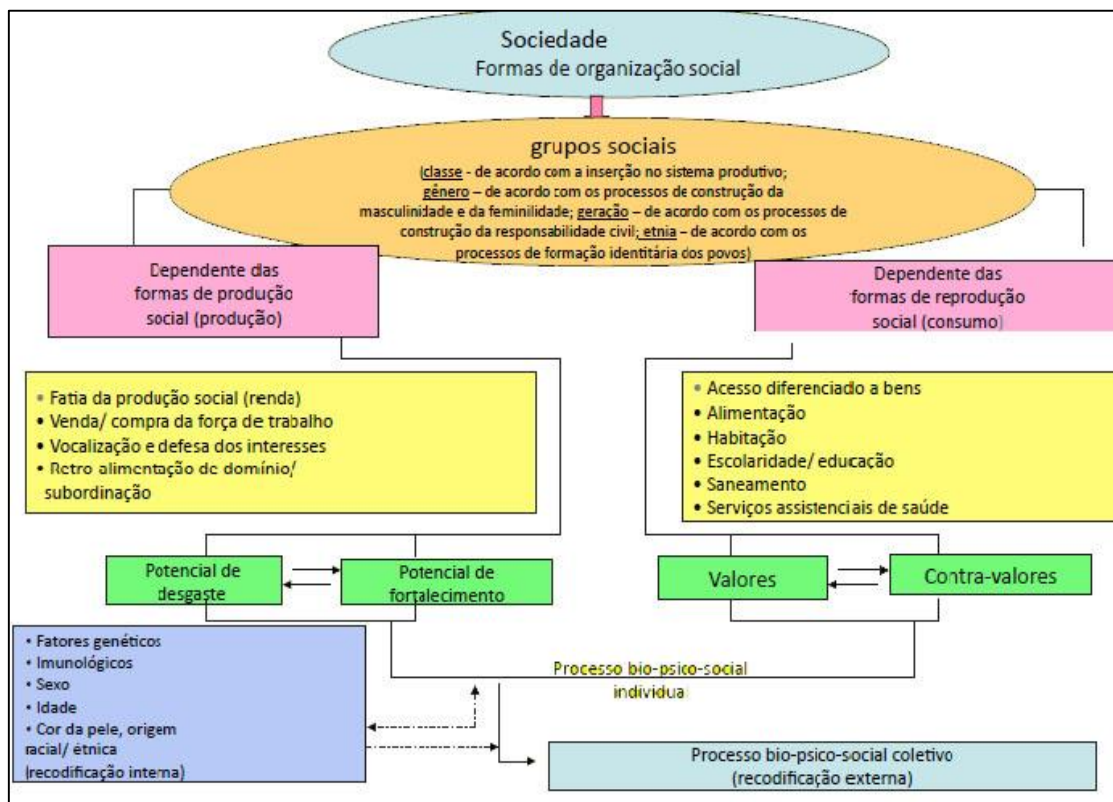 Sociedade
Formas de organização social
grupos sociais
(classe - de acordo com a inserção no sistema produtivo;
gênero – de acordo com os processos de construção da
masculinidade e da feminilidade; geração – de acordo com os processos de
construção da responsabilidade civil; etnia – de acordo com os
processos de formação identitária dos povos)
Dependente das
formas de produção
social (produção)
Dependente das
formas de reprodução
social (consumo)
• Fatia da produção social (renda)
• Venda/ compra da força de trabalho
• Vocalização e defesa dos interesses
• Retro alimentação de domínio/
subordinação
• Acesso diferenciado a bens
• Alimentação
• Habitação
• Escolaridade/ educação
• Saneamento
• Serviços assistenciais de saúde
Potencial de
desgaste
Potencial de
fortalecimento
Valores
Contra-valores
• Fatores genéticos
• Imunológicos
• Sexo
• Idade
• Cor da pele, origem
racial/ étnica
(recodificação interna)
Processo bio-psico-social
individual
Processo bio-psico-social coletivo
(recodificação externa)